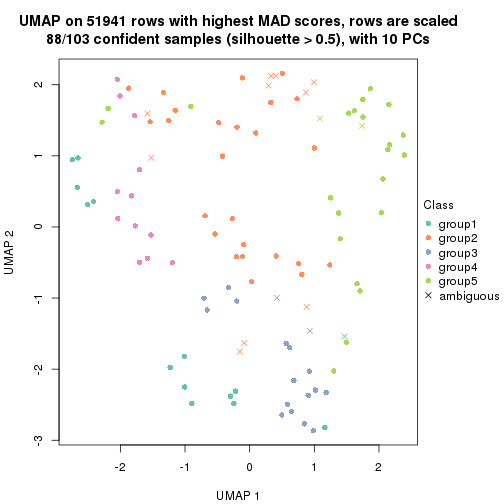 UMAP on 51941 rows with highest MAD scores, rows are scaled
88/103 confident samples (silhouette > 0.5), with 10 PCs
2
1
0
-1
-2
-3
UMAP 2
-2
-1
0
1
2
UMAP 1
Class
group1
group2
group3
group4
group5
ambiguous